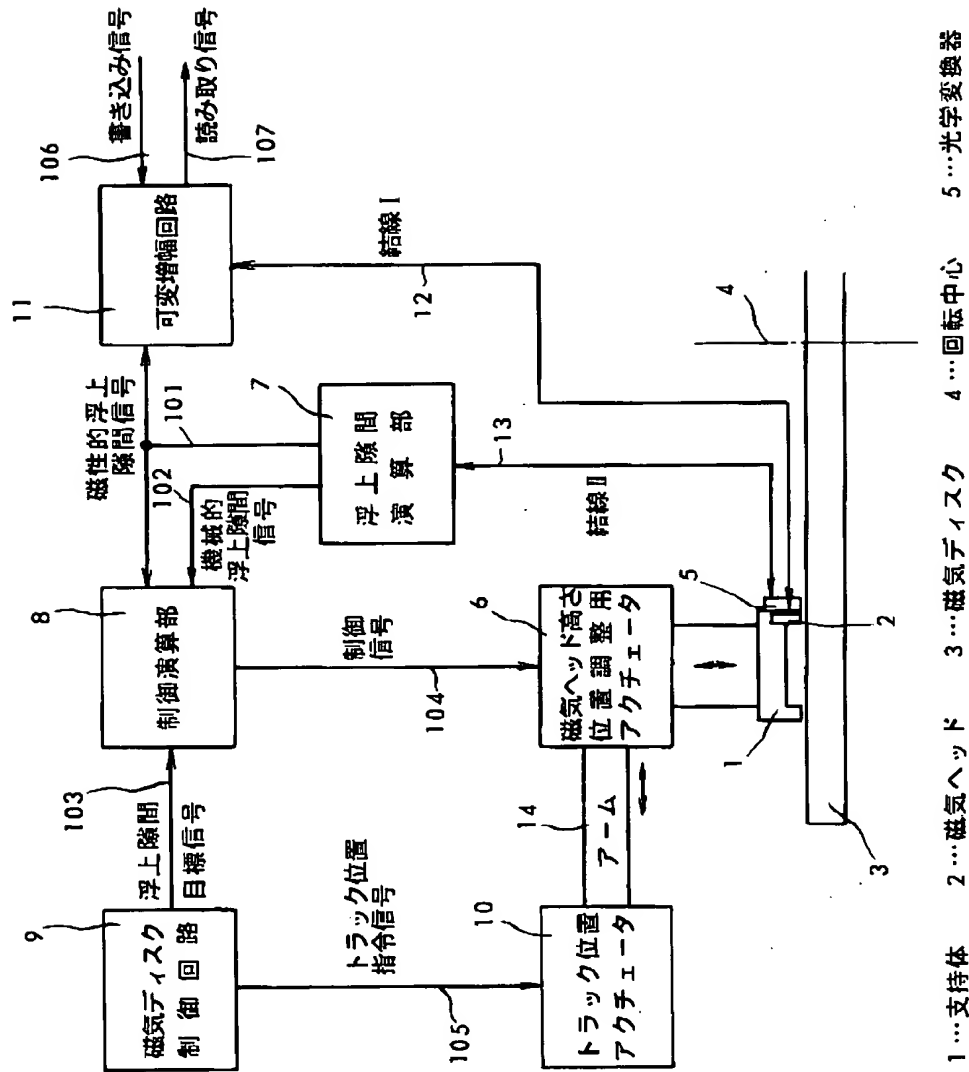 書き込み信号
106
読み取り信号
107
11
可変増幅回路
結線Ⅰ
12
磁性的浮上
隙間信号
101
102
機械的
浮上隙間
信号
7
浮上隙間
演算部
13
結線Ⅱ
8
制御演算部
制御
信号
104
103
浮上隙間
目標信号
9
磁気ディスク
制御回路
トラック位置
指令信号
105
10
トラック位置
アクチュエータ
14
アーム
6
磁気ヘッド高さ
位置調整用
アクチェータ
1
5
2
3
4
1…支持体 2…磁気ヘッド 3…磁気ディスク 4…回転中心 5…光学変換器